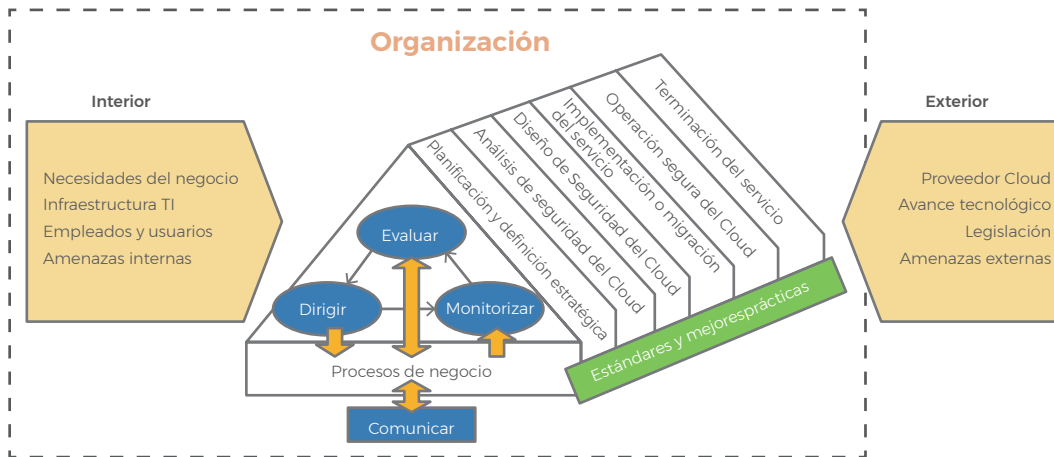 Organización
Interior
Necesidades del negocio
Infraestructura TI
Empleados y usuarios
Amenazas internas
Evaluar
Dirigir
Monitorizar
Procesos de negocio
Comunicar
Planificación y definición estratégica
Análisis de seguridad del Cloud
Diseño de Seguridad del Cloud
Implementación o migración
del servicio
Operación segura del Cloud
Terminación del servicio
Estándares y mejoresprácticas
Exterior
Proveedor Cloud
Avance tecnológico
Legislación
Amenazas externas